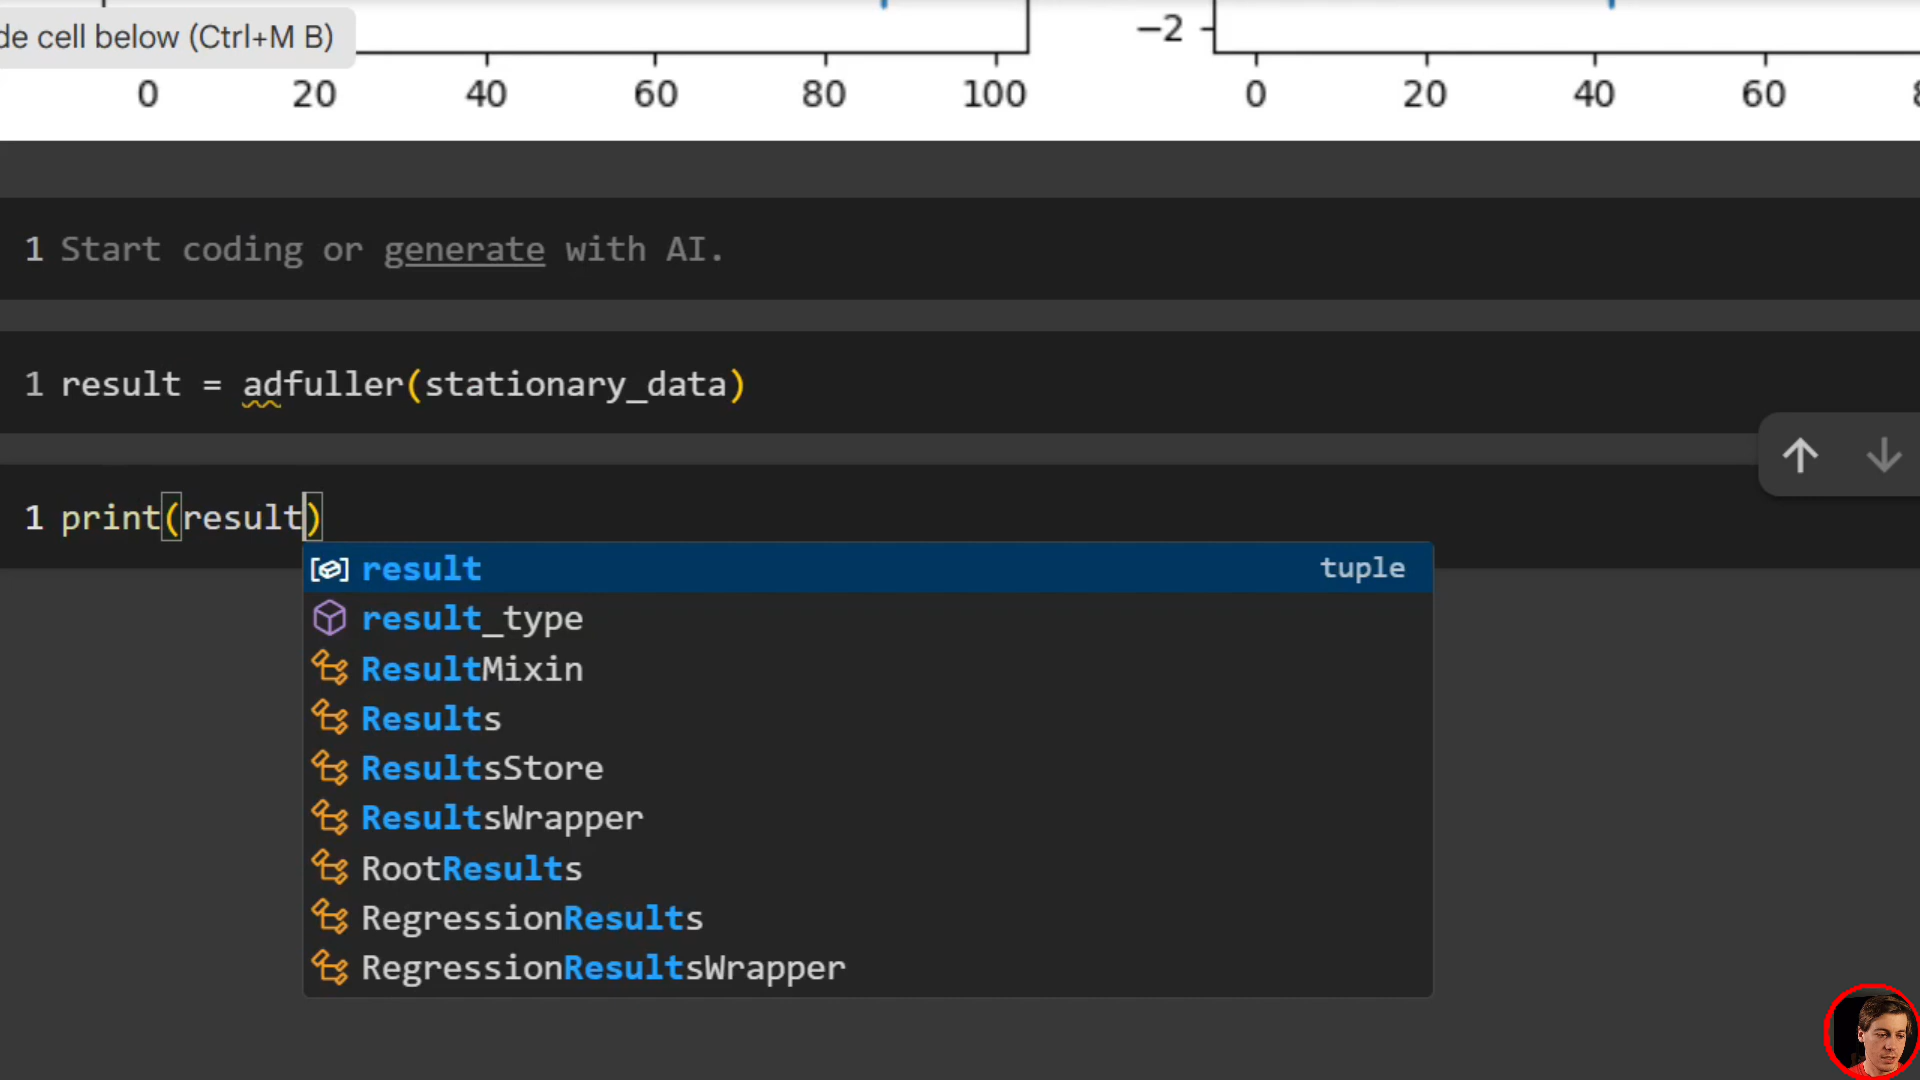 de cell below (Ctrl+M B)
−2
0 20 40 60 80 100 0 20 40 60
1 Start coding or generate with AI.
1 result = adfuller(stationary_data)
1 print(result)
result tuple
result_type
ResultMixin
Results
ResultsStore
ResultsWrapper
RootResults
RegressionResults
RegressionResultsWrapper